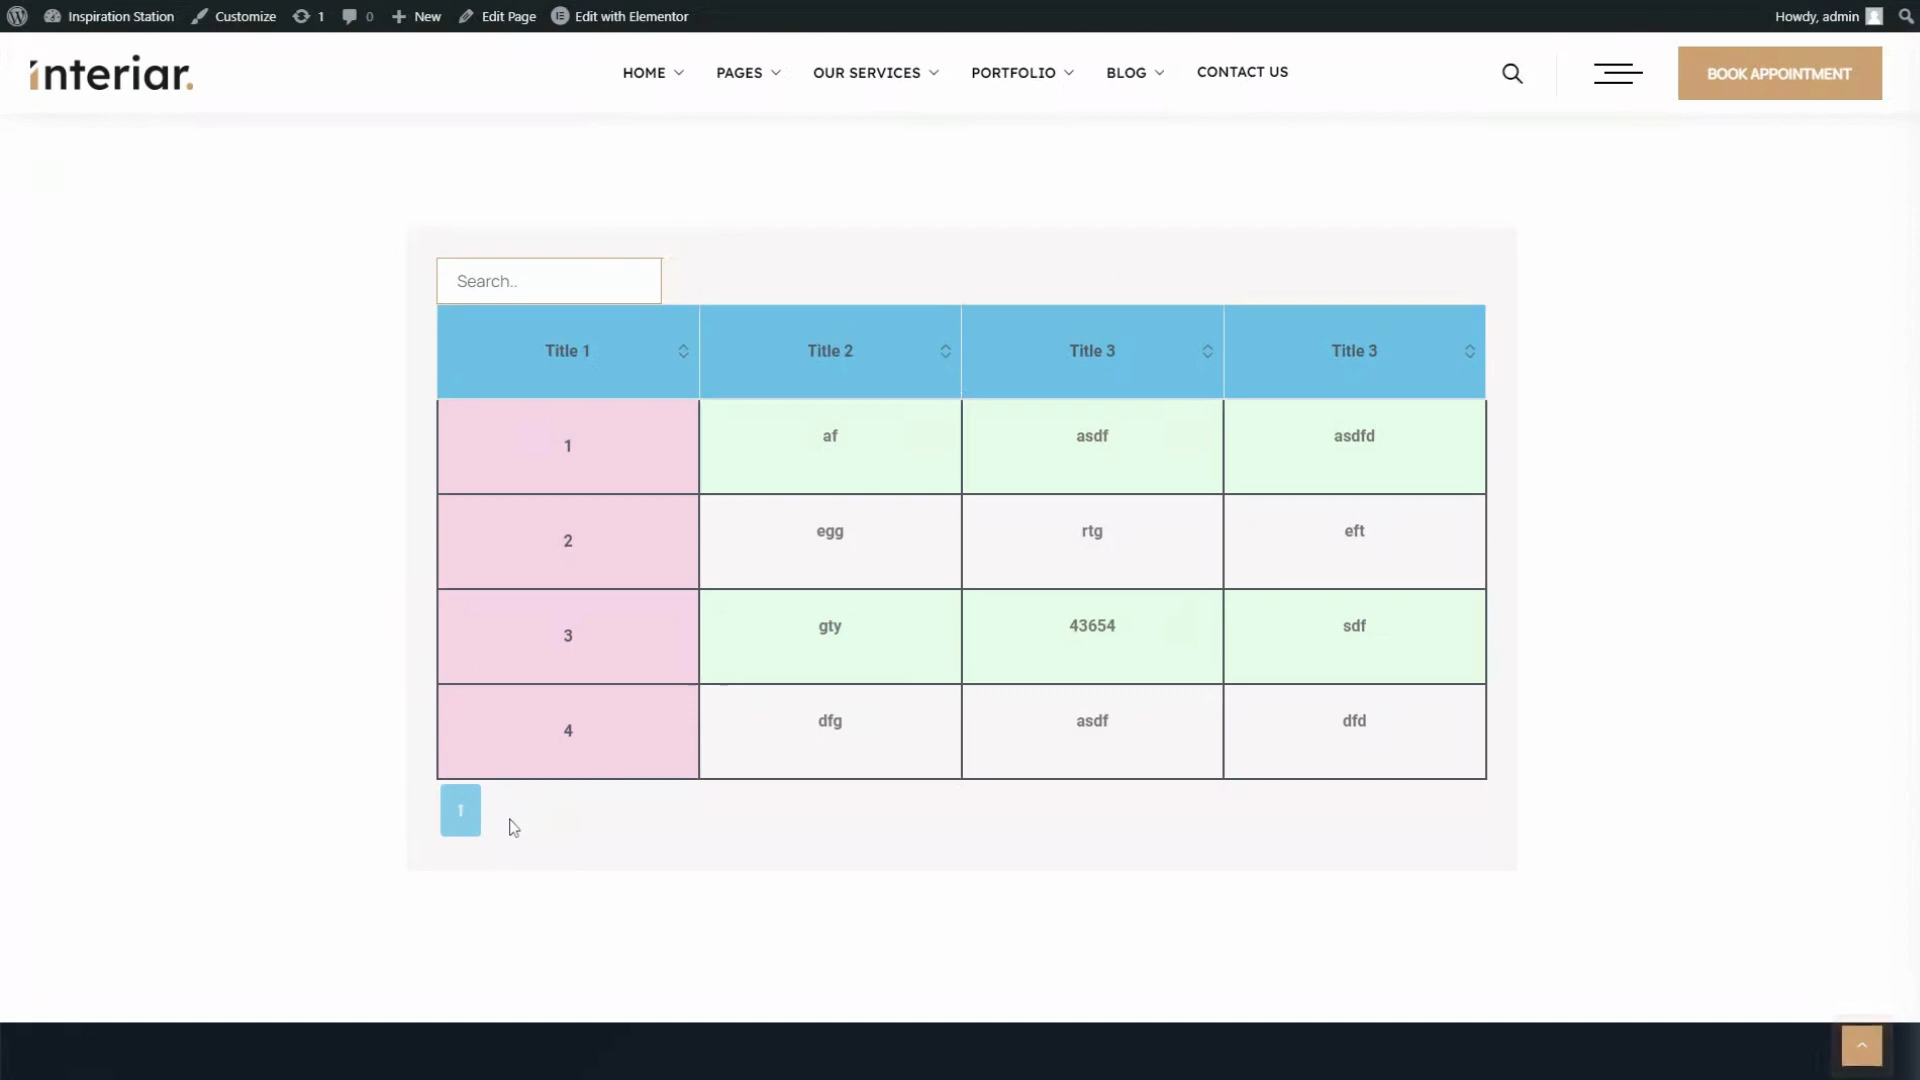 Inspiration Station Customize 1 0 New Edit Page Edit with Elementor Howdy, admin
interiar. HOME PAGES OUR SERVICES PORTFOLIO BLOG CONTACT US BOOK APPOINTMENT
Search..
Title 1 Title 2 Title 3 Title 3
1 af asdf asdfd
2 egg rtg eft
3 gty 43654 sdf
4 dfg asdf dfd
1